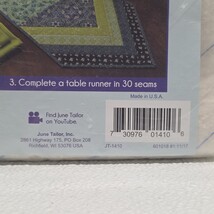 3. Complete a table runner in 30 seams
Find June Tailor
on YouTube
Made in U.S.A.
June Tailor, Inc.
2861 Highway 175, PO Box 208
Richfield, WI 53076 USA
7 30976 01410 8
JT-1410